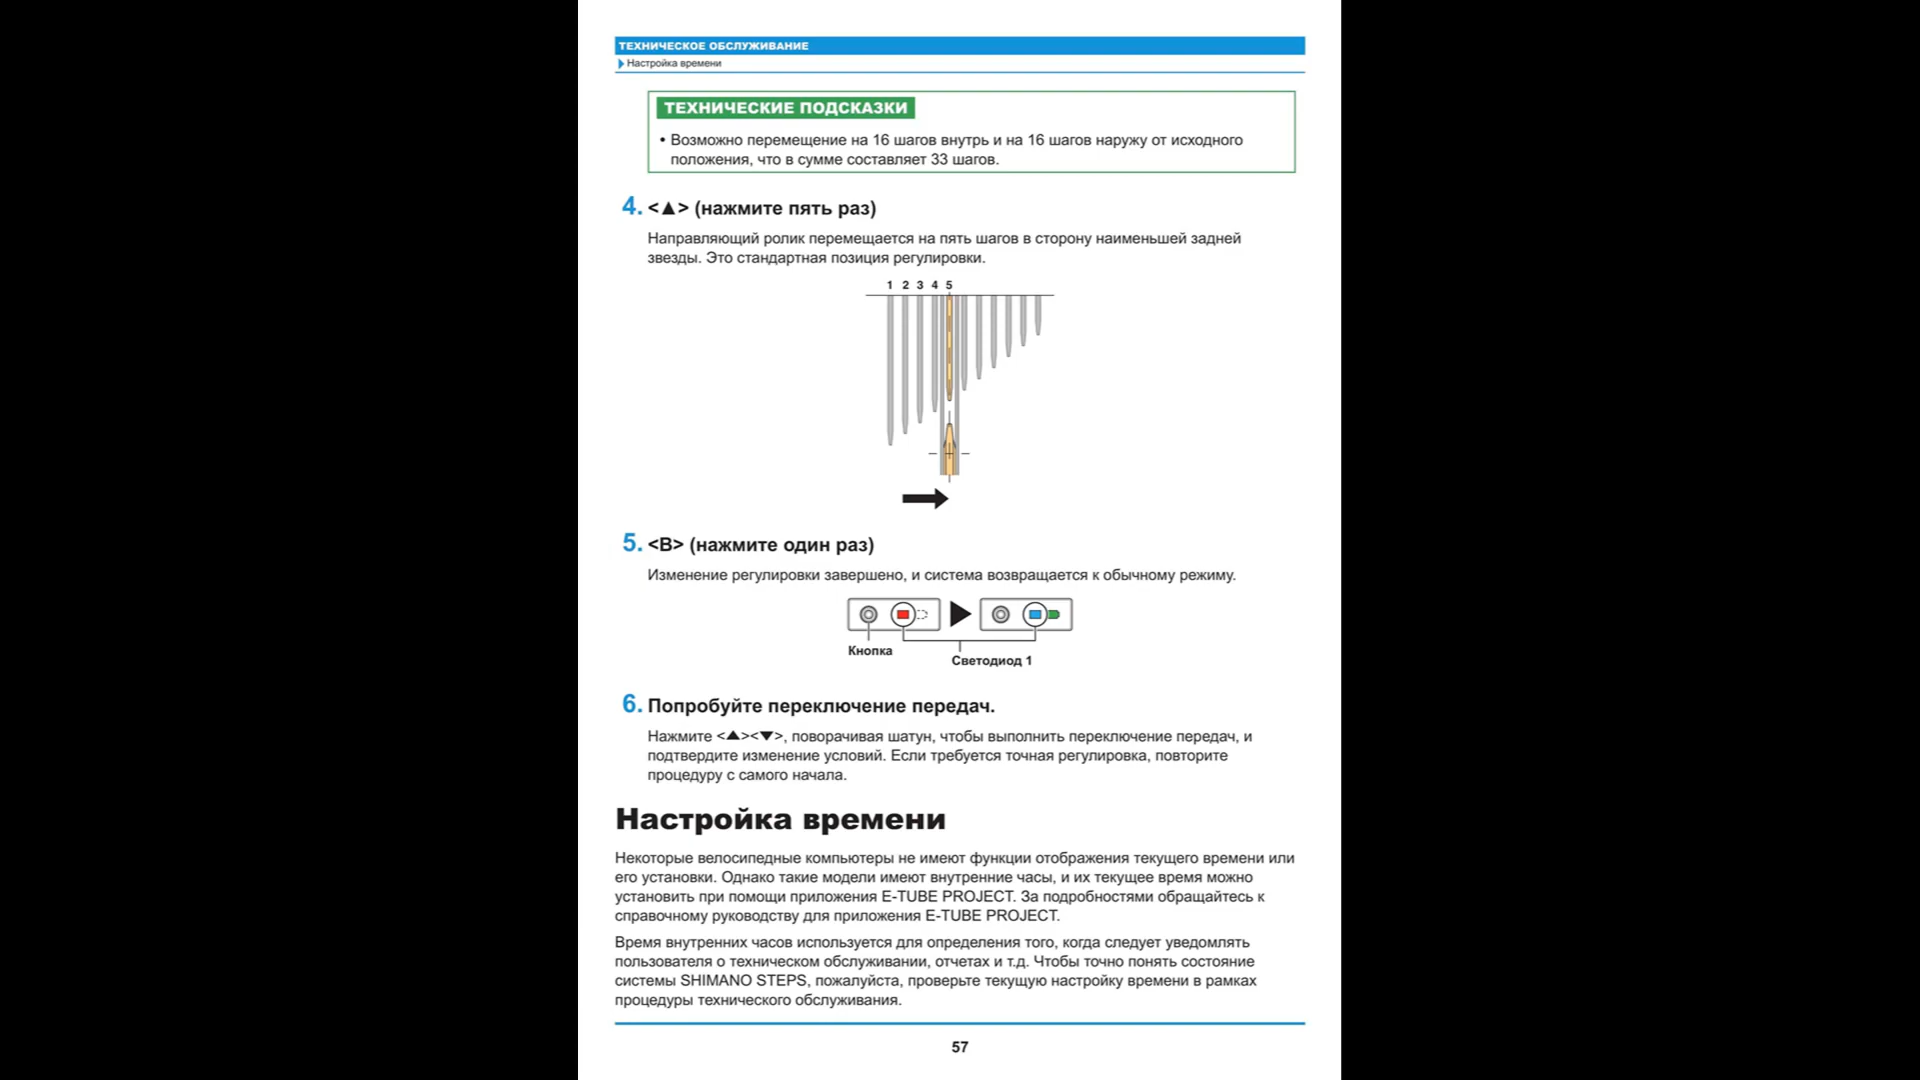 ТЕХНИЧЕСКОЕ ОБСЛУЖИВАНИЕ
Настройка времени
ТЕХНИЧЕСКИЕ ПОДСКАЗКИ
• Возможно перемещение на 16 шагов внутрь и на 16 шагов наружу от исходного
положения, что в сумме составляет 33 шагов.
4. <▲> (нажмите пять раз)
Направляющий ролик перемещается на пять шагов в сторону наименьшей задней
звезды. Это стандартная позиция регулировки.
1 2 3 4 5
5. <B> (нажмите один раз)
Изменение регулировки завершено, и система возвращается к обычному режиму.
Кнопка
Светодиод 1
6. Попробуйте переключение передач.
Нажмите <▲><▼>, поворачивая шатун, чтобы выполнить переключение передач, и
подтвердите изменение условий. Если требуется точная регулировка, повторите
процедуру с самого начала.
Настройка времени
Некоторые велосипедные компьютеры не имеют функции отображения текущего времени или
его установки. Однако такие модели имеют внутренние часы, и их текущее время можно
установить при помощи приложения E-TUBE PROJECT. За подробностями обращайтесь к
справочному руководству для приложения E-TUBE PROJECT.
Время внутренних часов используется для определения того, когда следует уведомлять
пользователя о техническом обслуживании, отчетах и т.д. Чтобы точно понять состояние
системы SHIMANO STEPS, пожалуйста, проверьте текущую настройку времени в рамках
процедуры технического обслуживания.
57